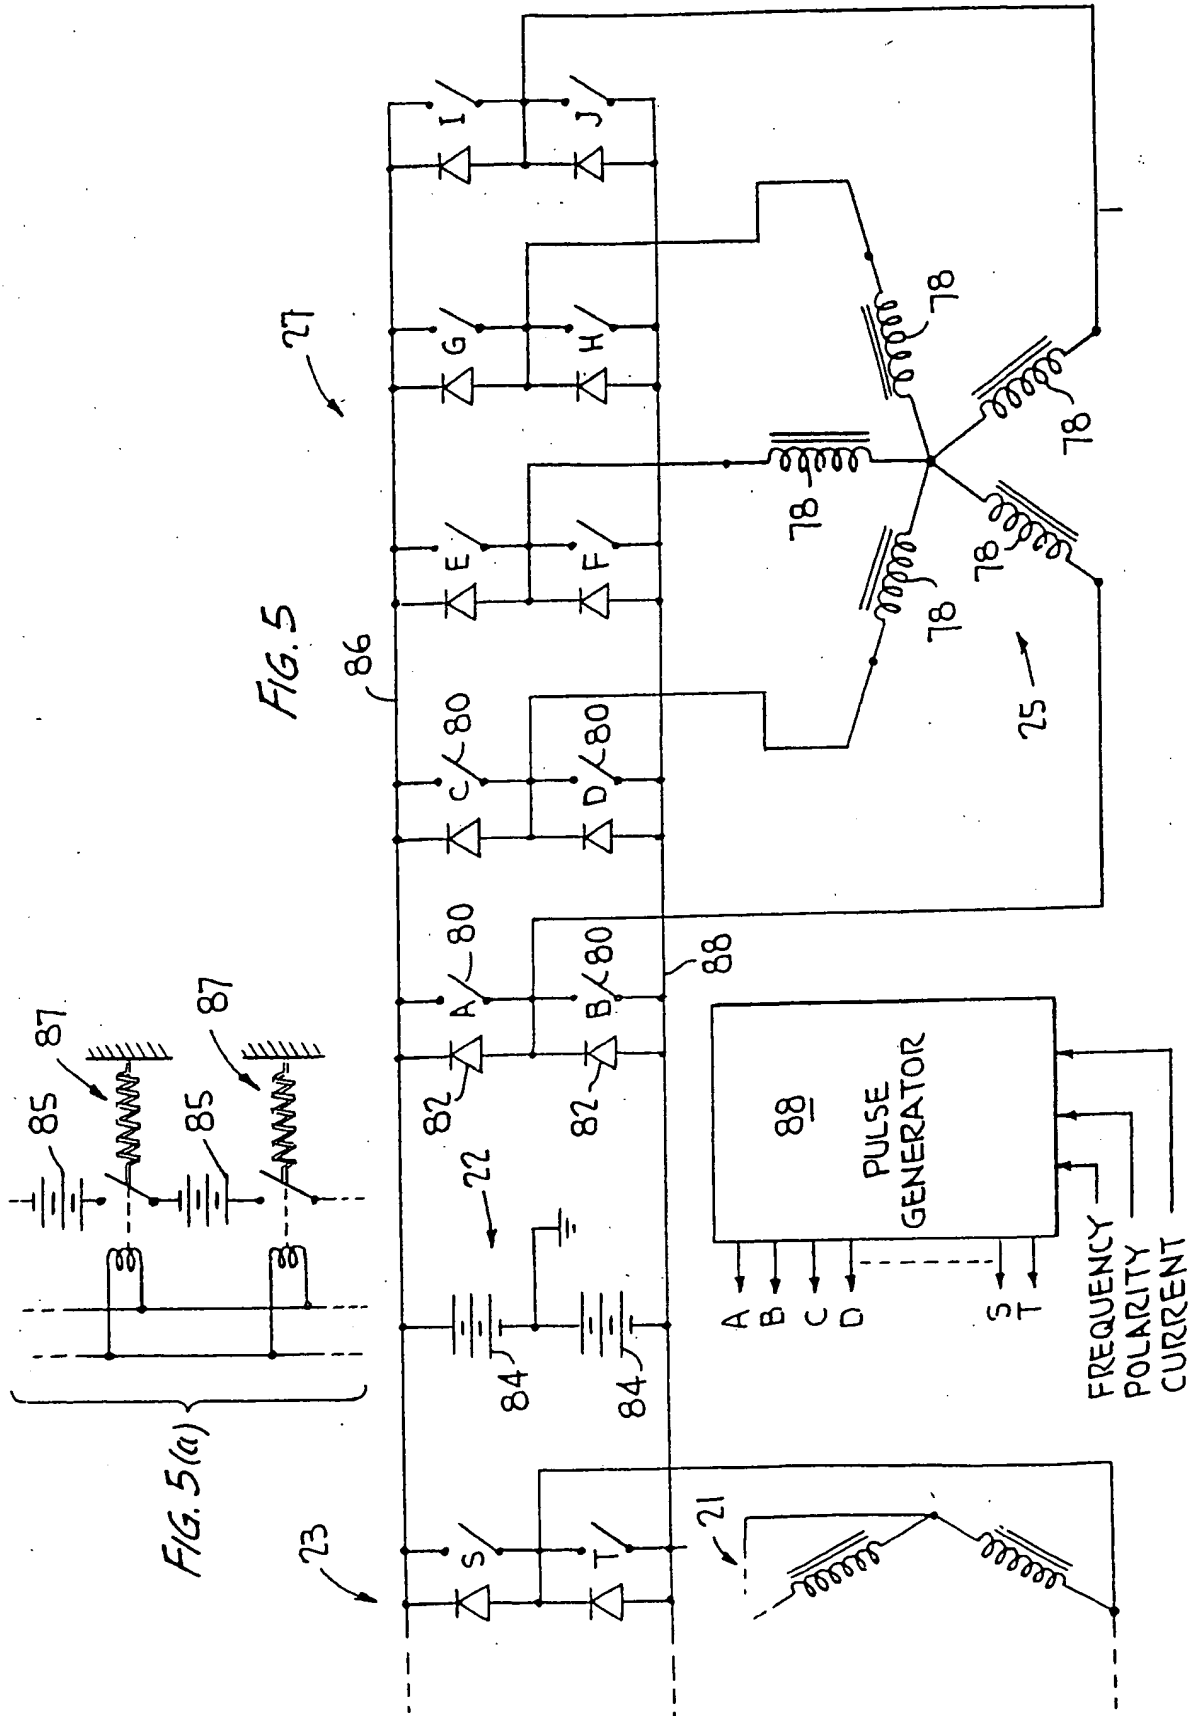 FIG. 5(a)
85
87
85
87
FIG. 5
23
S
T
21
22
84
84
82
82
A
80
B
80
88
86
C
80
D
80
E
F
27
G
H
I
J
78
78
78
78
78
25
88
PULSE
GENERATOR
A
B
C
D
S
T
FREQUENCY
POLARITY
CURRENT